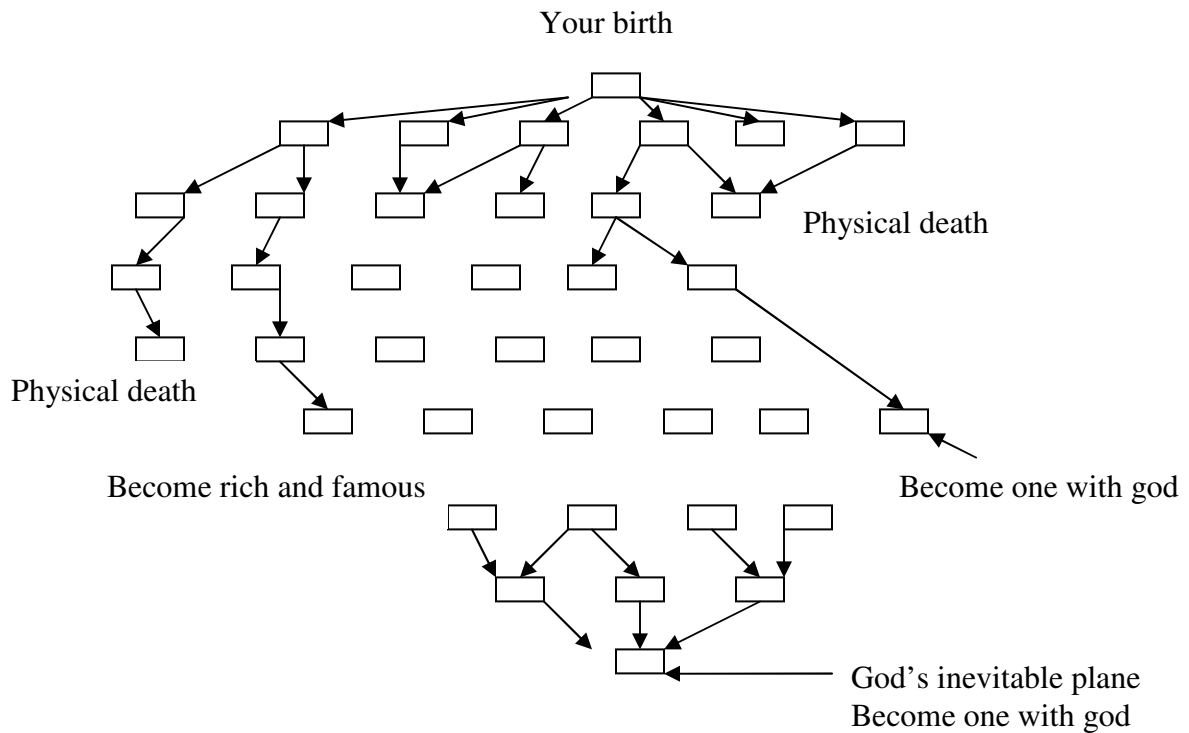 Your birth
Physical death
Physical death
Become rich and famous
Become one with god
God’s inevitable plane
Become one with god